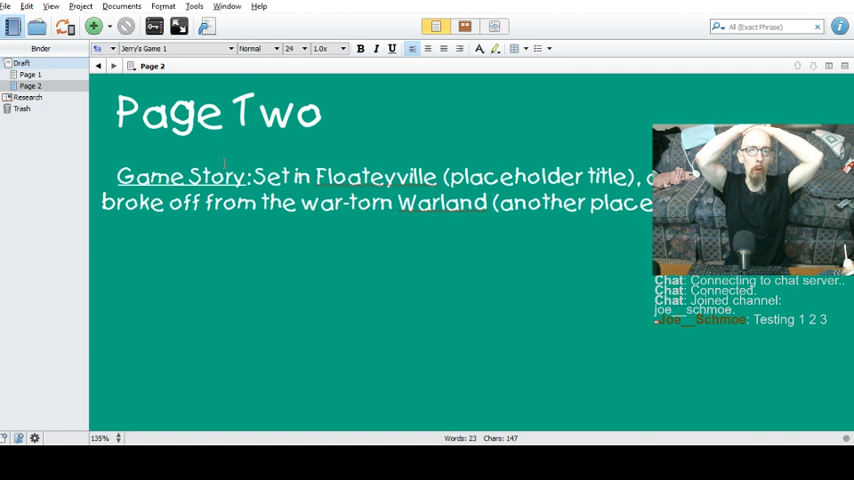 File Edit View Project Documents Format Tools Window Help
All (Exact Phrase)
Binder
Jerry's Game 1 Normal 24 1.0x B I U A
Draft
Page 1
Page 2
Research
Trash
Page 2
Page Two
Game Story:Set in Floateyville (placeholder title),
broke off from the war-torn Warland (another place
Chat: Connecting to chat server..
Chat: Connected.
Chat: Joined channel:
joe__schmoe.
Joe__Schmoe: Testing 1 2 3
135% Words: 23 Chars: 147